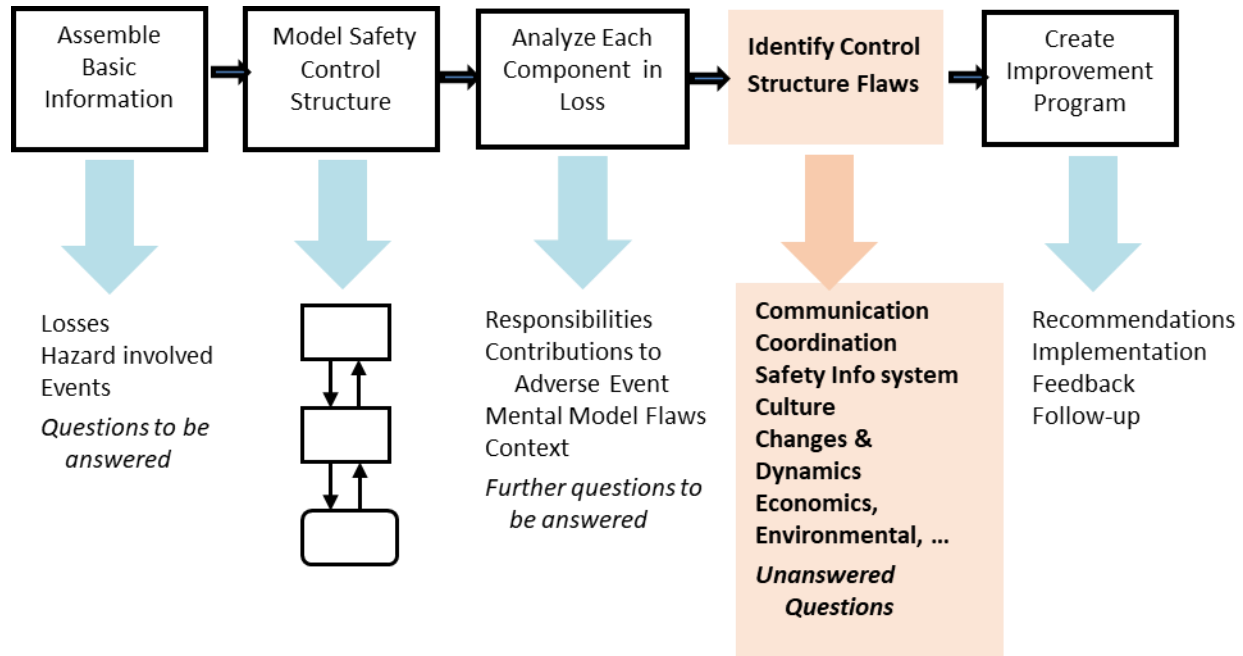 Assemble
Basic
Information
Model Safety
Control
Structure
Analyze Each
Component in
Loss
Identify Control
Structure Flaws
Create
Improvement
Program
Losses
Hazard involved
Events
Questions to be
answered
Responsibilities
Contributions to
Adverse Event
Mental Model Flaws
Context
Further questions to
be answered
Communication
Coordination
Safety Info system
Culture
Changes &
Dynamics
Economics,
Environmental, ...
Unanswered
Questions
Recommendations
Implementation
Feedback
Follow-up